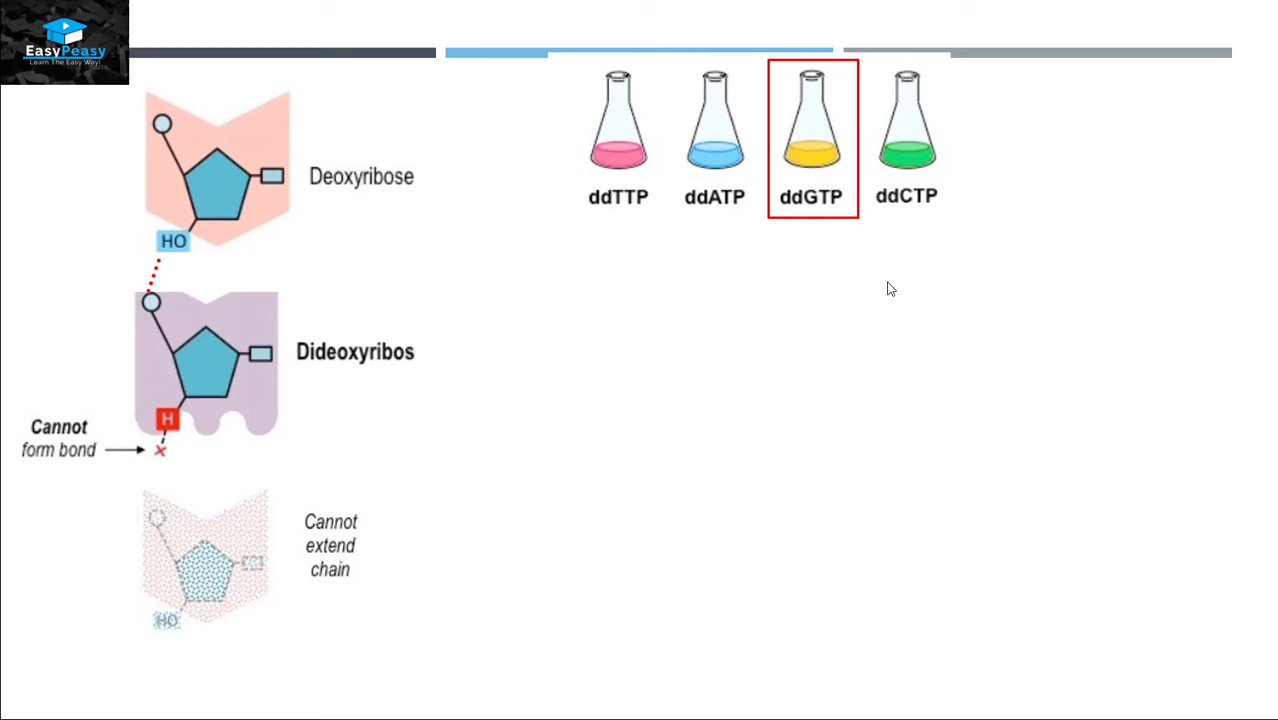 EasyPeasy
Learn The Easy Way!
Deoxyribose
HO
Dideoxyribos
H
Cannot
form bond
Cannot
extend
chain
HO
ddTTP
ddATP
ddGTP
ddCTP